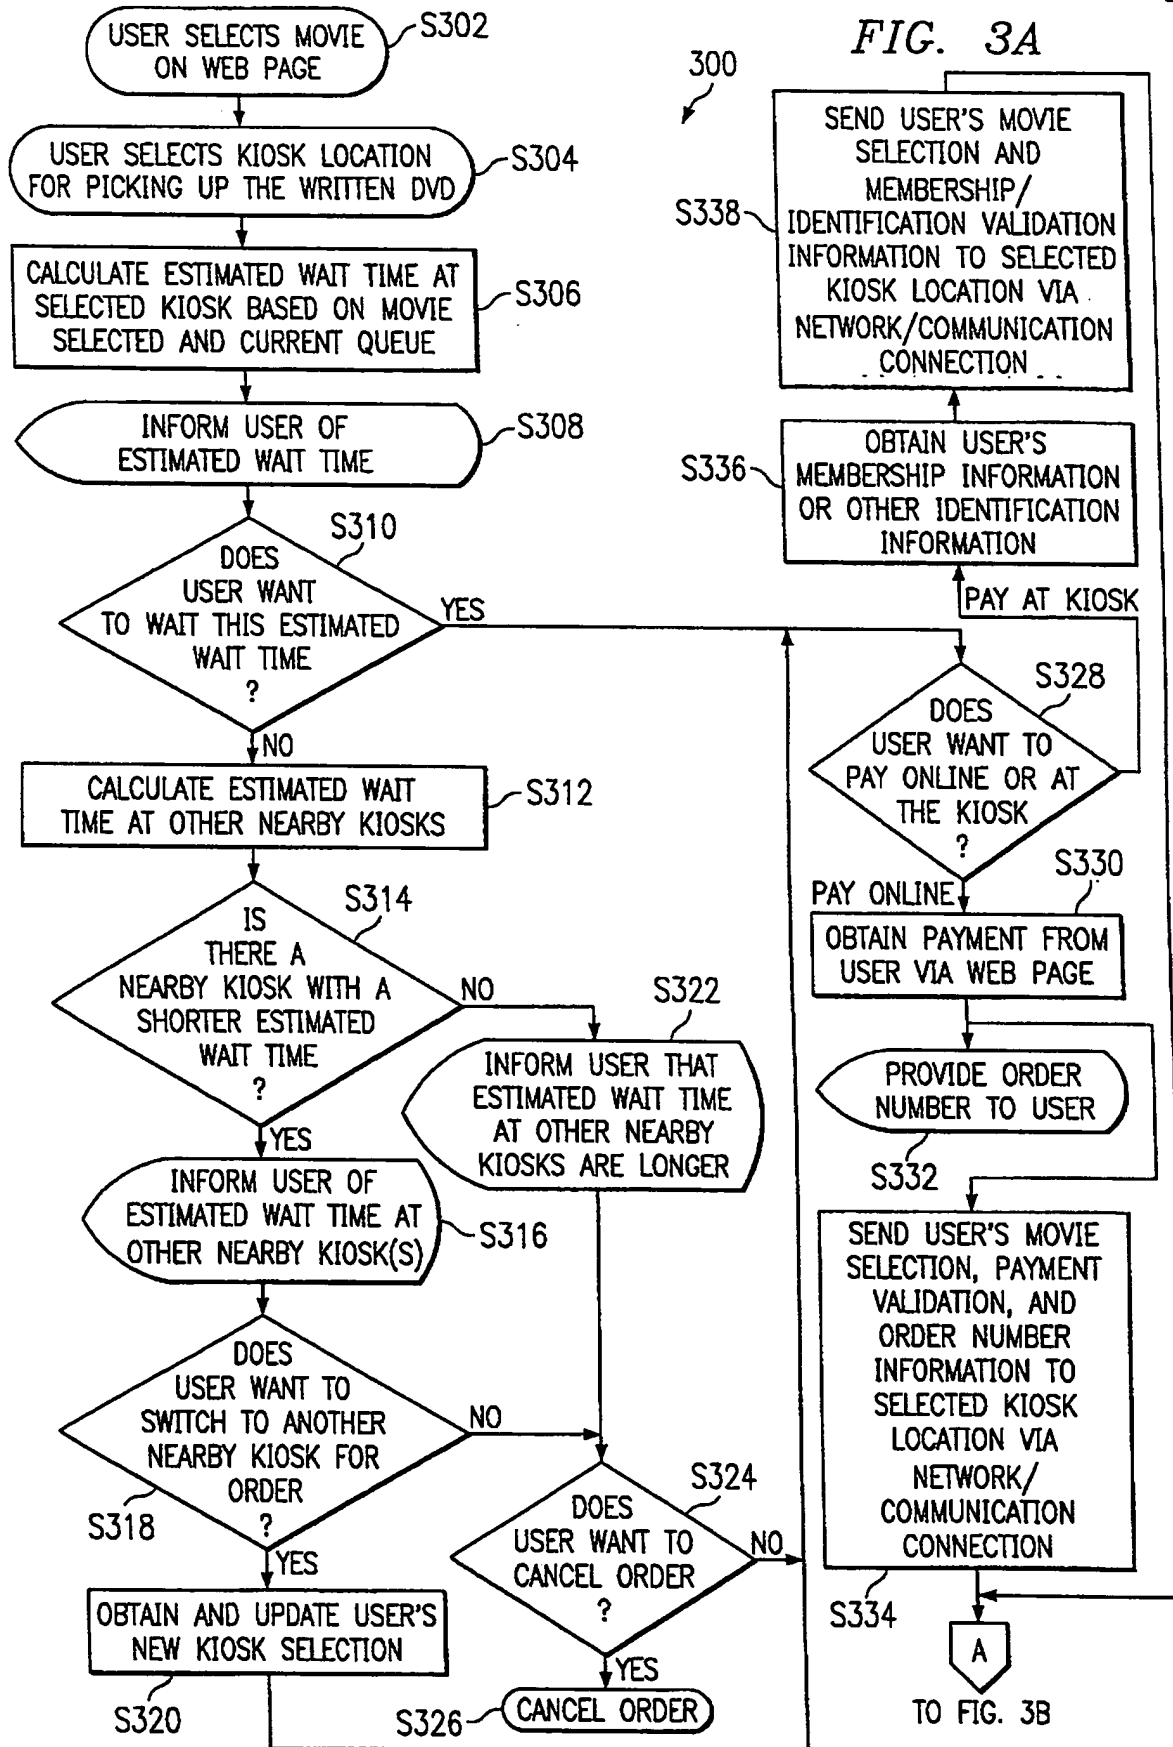 FIG. 3A
300
USER SELECTS MOVIE
ON WEB PAGE
S302
USER SELECTS KIOSK LOCATION
FOR PICKING UP THE WRITTEN DVD
S304
CALCULATE ESTIMATED WAIT TIME AT
SELECTED KIOSK BASED ON MOVIE
SELECTED AND CURRENT QUEUE
S306
INFORM USER OF
ESTIMATED WAIT TIME
S308
S310
DOES
USER WANT
TO WAIT THIS ESTIMATED
WAIT TIME
?
YES
NO
CALCULATE ESTIMATED WAIT
TIME AT OTHER NEARBY KIOSKS
S312
S314
IS
THERE A
NEARBY KIOSK WITH A
SHORTER ESTIMATED
WAIT TIME
?
NO
YES
S322
INFORM USER THAT
ESTIMATED WAIT TIME
AT OTHER NEARBY
KIOSKS ARE LONGER
INFORM USER OF
ESTIMATED WAIT TIME AT
OTHER NEARBY KIOSK(S)
S316
DOES
USER WANT TO
SWITCH TO ANOTHER
NEARBY KIOSK FOR
ORDER
?
S318
NO
YES
OBTAIN AND UPDATE USER'S
NEW KIOSK SELECTION
S320
S324
DOES
USER WANT TO
CANCEL ORDER
?
NO
YES
S326
CANCEL ORDER
SEND USER'S MOVIE
SELECTION AND
MEMBERSHIP/
IDENTIFICATION VALIDATION
INFORMATION TO SELECTED
KIOSK LOCATION VIA
NETWORK/COMMUNICATION
CONNECTION
S338
OBTAIN USER'S
MEMBERSHIP INFORMATION
OR OTHER IDENTIFICATION
INFORMATION
S336
PAY AT KIOSK
S328
DOES
USER WANT TO
PAY ONLINE OR AT
THE KIOSK
?
PAY ONLINE
S330
OBTAIN PAYMENT FROM
USER VIA WEB PAGE
PROVIDE ORDER
NUMBER TO USER
S332
SEND USER'S MOVIE
SELECTION, PAYMENT
VALIDATION, AND
ORDER NUMBER
INFORMATION TO
SELECTED KIOSK
LOCATION VIA
NETWORK/
COMMUNICATION
CONNECTION
S334
A
TO FIG. 3B